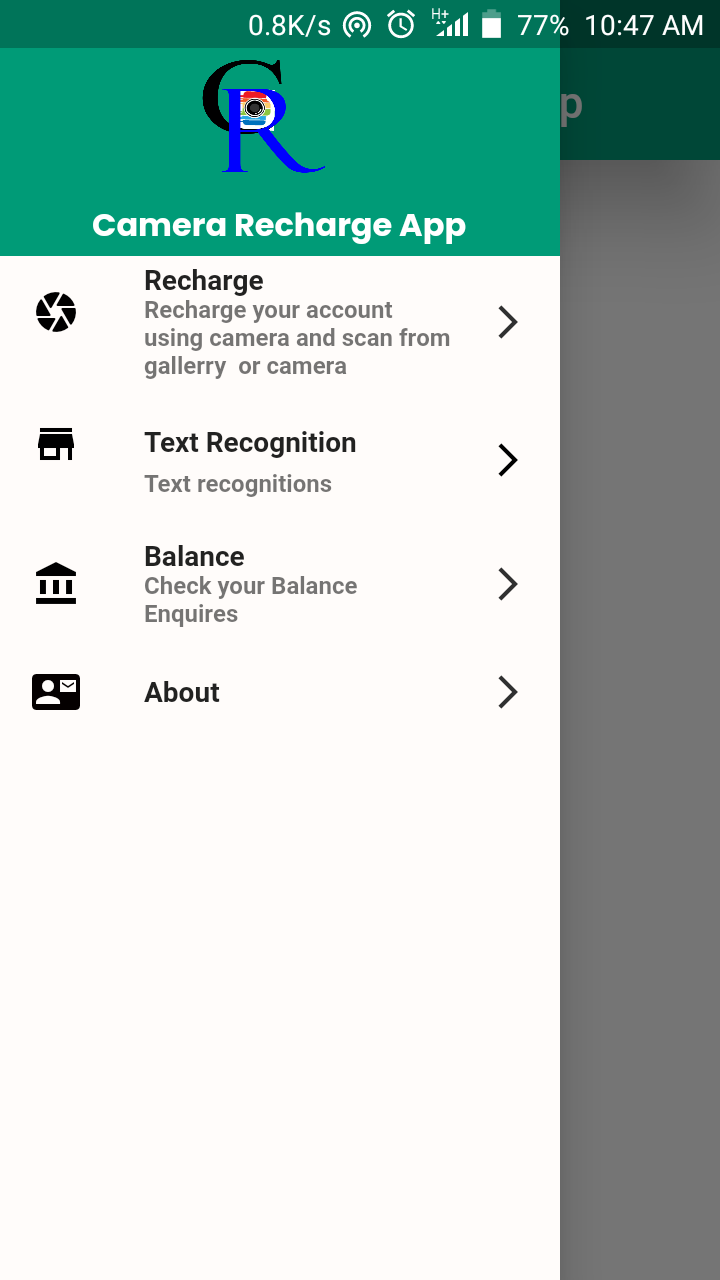 0.8K/s H+ 77% 10:47 AM
CR
p
Camera Recharge App
Recharge
Recharge your account
using camera and scan from
gallerry  or camera
Text Recognition
Text recognitions
Balance
Check your Balance
Enquires
About